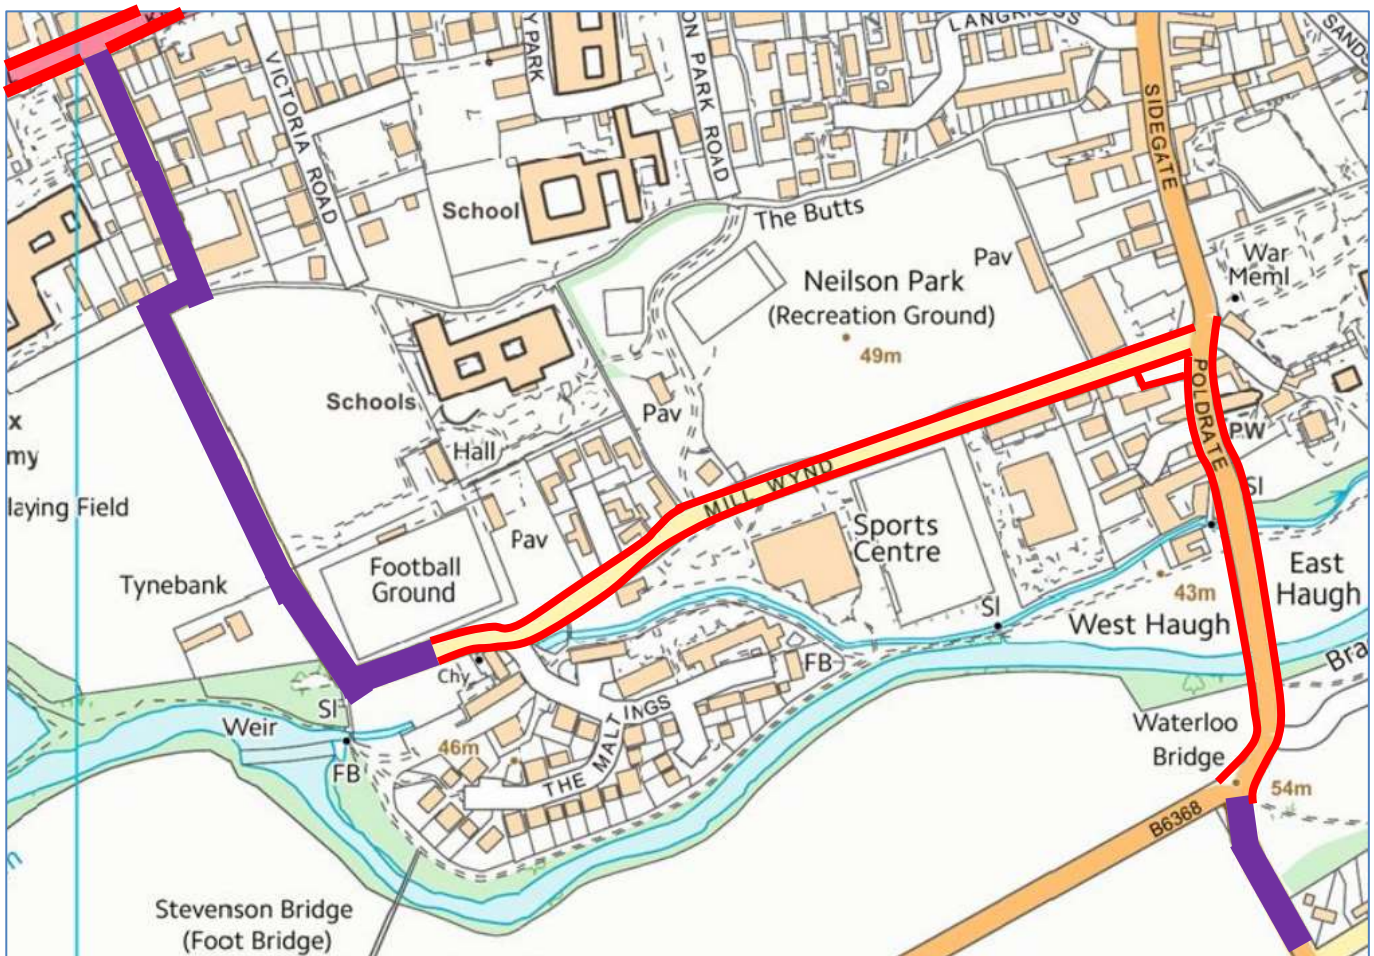 LANGRIGGS
SANDS
Y PARK
ON PARK ROAD
VICTORIA ROAD
SIDEGATE
School
The Butts
Pav
War
Meml
Neilson Park
(Recreation Ground)
49m
Schools
Pav
POLDRATE
x
my
Hall
PW
laying Field
MILL WYND
SI
Pav
Sports
Centre
Football
Ground
Tynebank
East
Haugh
43m
SI
West Haugh
Chy
FB
Bra
SI
Weir
THE MALTINGS
Waterloo
Bridge
46m
FB
54m
B6368
n
Stevenson Bridge
(Foot Bridge)